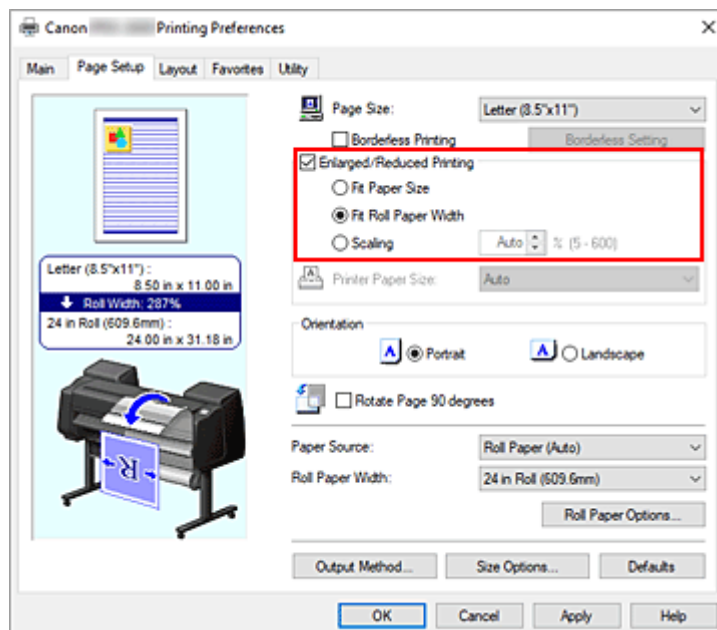 Canon Printing Preferences
Main Page Setup Layout Favorites Utility
Page Size: Letter (8.5"x11")
Borderless Printing Borderless Setting
Enlarged/Reduced Printing
Fit Paper Size
Fit Roll Paper Width
Scaling Auto % (5 - 600)
Printer Paper Size: Auto
Letter (8.5"x11") :
8.50 in x 11.00 in
Roll Width: 287%
24 in Roll (609.6mm) :
24.00 in x 31.18 in
Orientation
A Portrait A Landscape
Rotate Page 90 degrees
R
Paper Source: Roll Paper (Auto)
Roll Paper Width: 24 in Roll (609.6mm)
Roll Paper Options...
Output Method... Size Options... Defaults
OK Cancel Apply Help